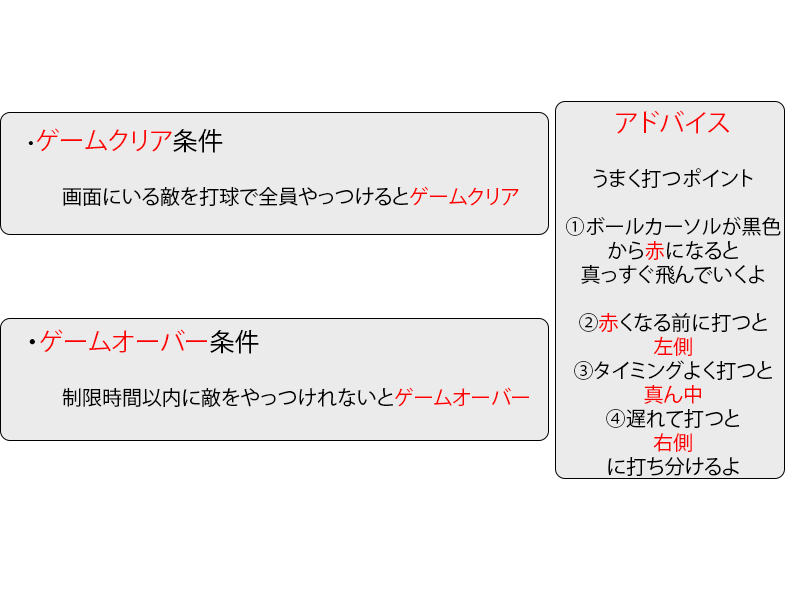 ・ゲームクリア条件
画面にいる敵を打球で全員やっつけるとゲームクリア
・ゲームオーバー条件
制限時間以内に敵をやっつけれないとゲームオーバー
アドバイス
うまく打つポイント
①ボールカーソルが黒色
から赤になると
真っすぐ飛んでいくよ
②赤くなる前に打つと
左側
③タイミングよく打つと
真ん中
④遅れて打つと
右側
に打ち分けるよ